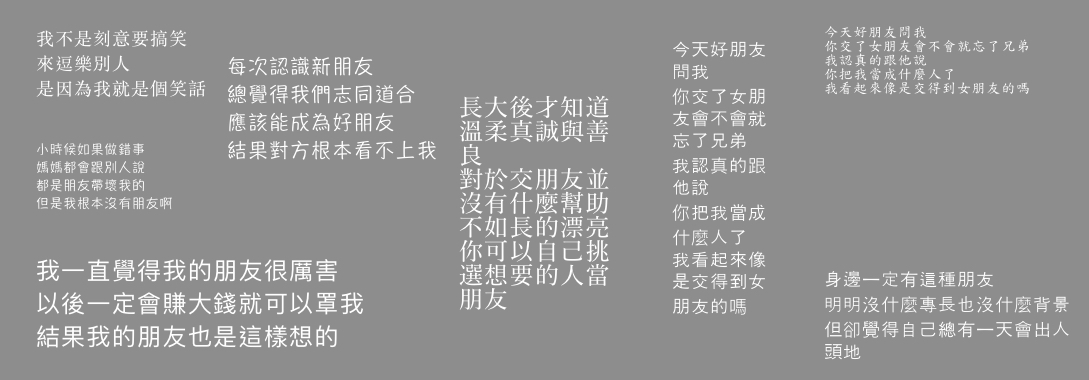 我不是刻意要搞笑
來逗樂別人
是因為我就是個笑話
小時候如果做錯事
媽媽都會跟別人說
都是朋友帶壞我的
但是我根本沒有朋友啊
我一直覺得我的朋友很厲害
以後一定會賺大錢就可以罩我
結果我的朋友也是這樣想的
每次認識新朋友
總覺得我們志同道合
應該能成為好朋友
結果對方根本看不上我
長大後才知道
溫柔真誠與善
良
對於交朋友並
沒有什麼幫助
不如長的漂亮
你可以自己挑
選想要的人當
朋友
今天好朋友
問我
你交了女朋
友會不會就
忘了兄弟
我認真的跟
他說
你把我當成
什麼人了
我看起來像
是交得到女
朋友的嗎
今天好朋友問我
你交了女朋友會不會就忘了兄弟
我認真的跟他說
你把我當成什麼人了
我看起來像是交得到女朋友的嗎
身邊一定有這種朋友
明明沒什麼專長也沒什麼背景
但卻覺得自己總有一天會出人
頭地